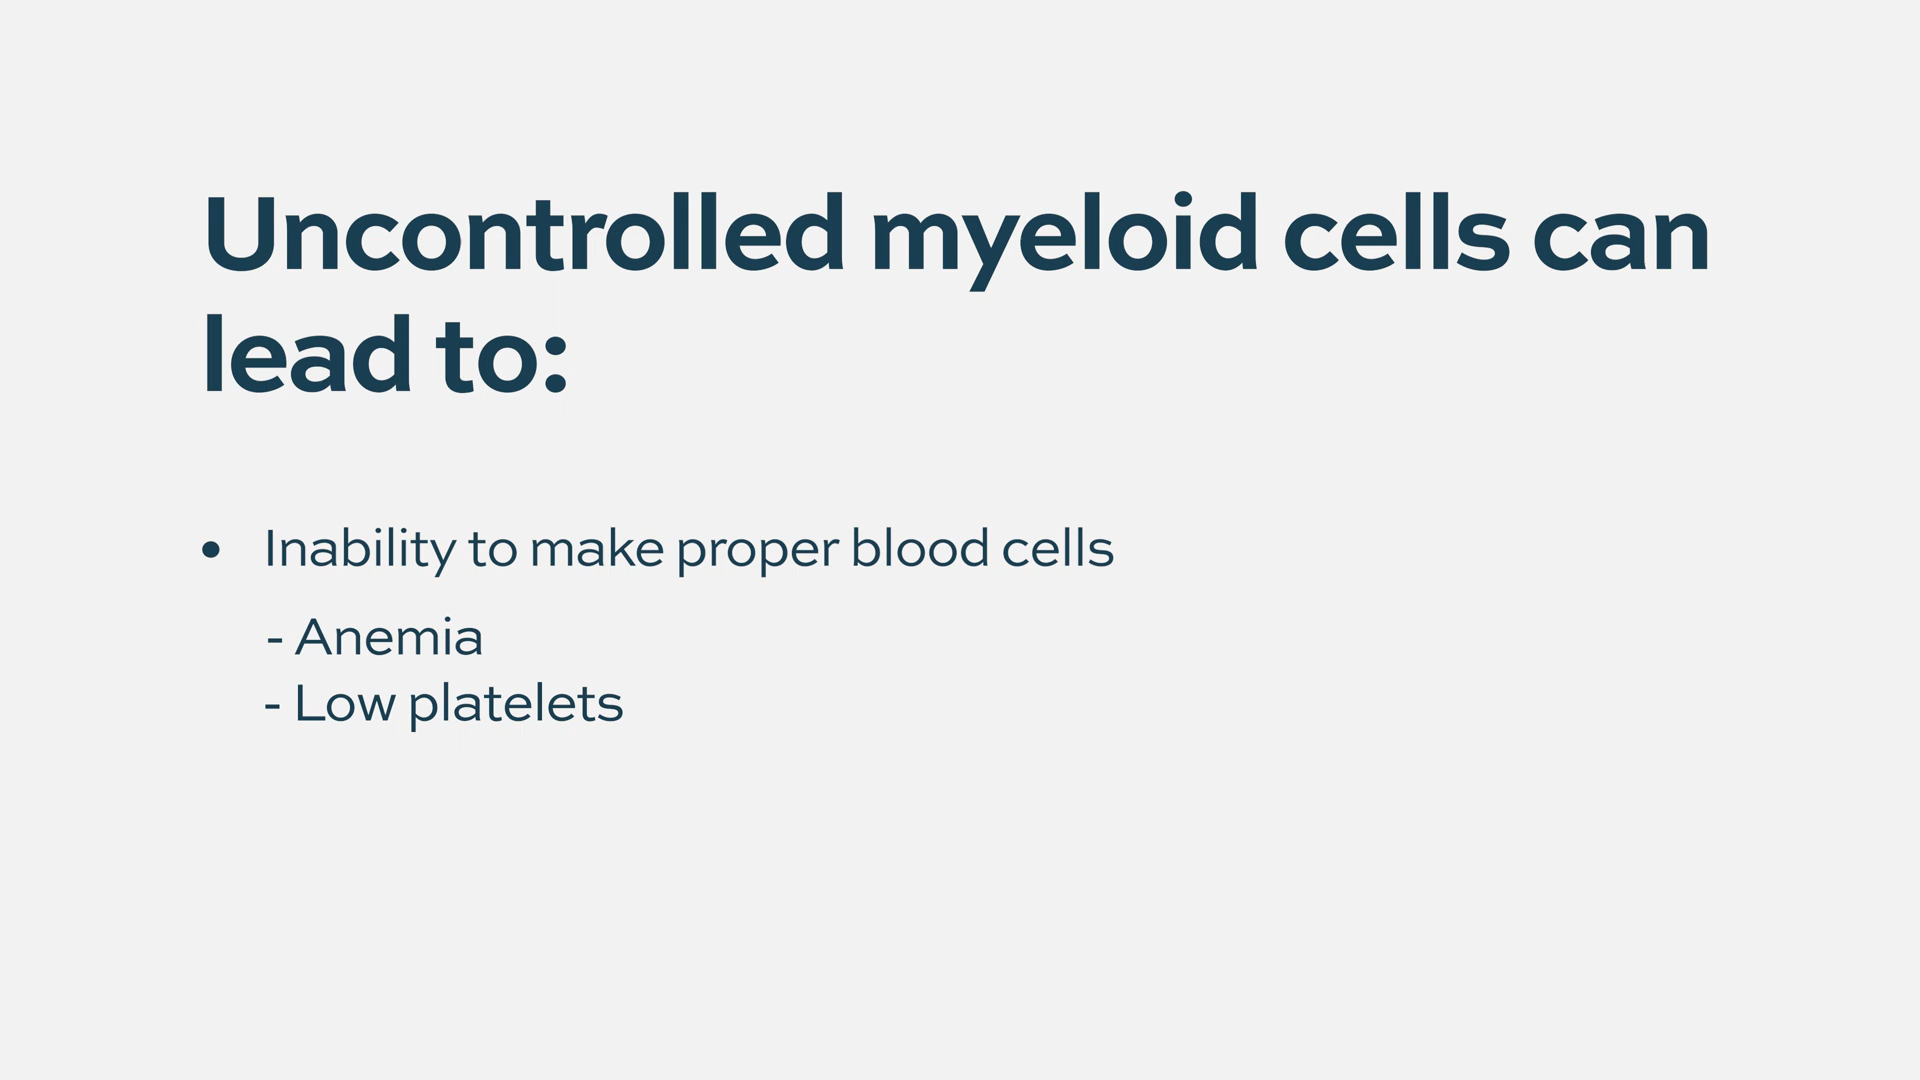 Uncontrolled myeloid cells can
lead to:
• Inability to make proper blood cells
- Anemia
- Low platelets